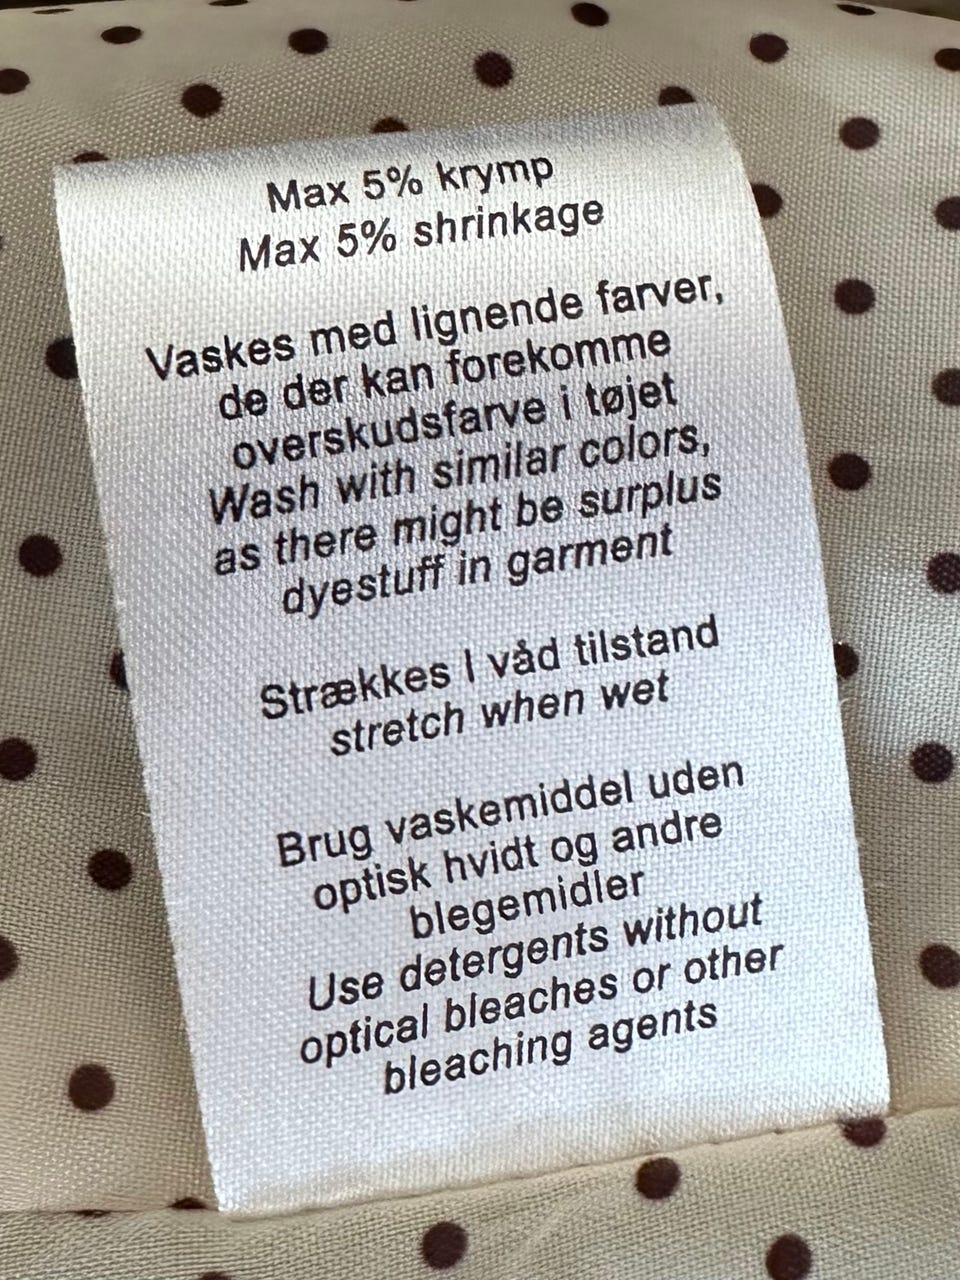 Max 5% krymp
Max 5% shrinkage
Vaskes med lignende farver,
de der kan forekomme
overskudsfarve i tøjet
Wash with similar colors,
as there might be surplus
dyestuff in garment
Strækkes I våd tilstand
stretch when wet
Brug vaskemiddel uden
optisk hvidt og andre
blegemidler
Use detergents without
optical bleaches or other
bleaching agents